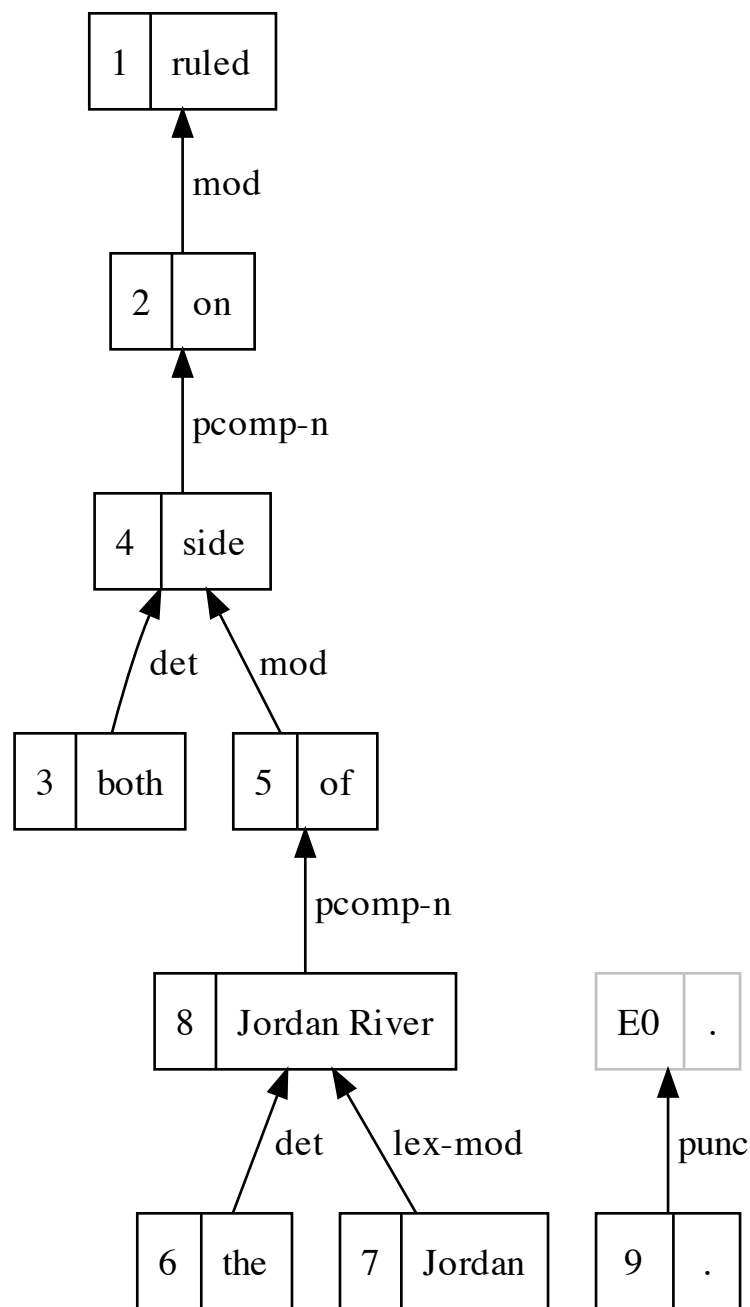 1 ruled
mod
2 on
pcomp-n
4 side
det mod
3 both 5 of
pcomp-n
8 Jordan River E0 .
det lex-mod punc
6 the 7 Jordan 9 .